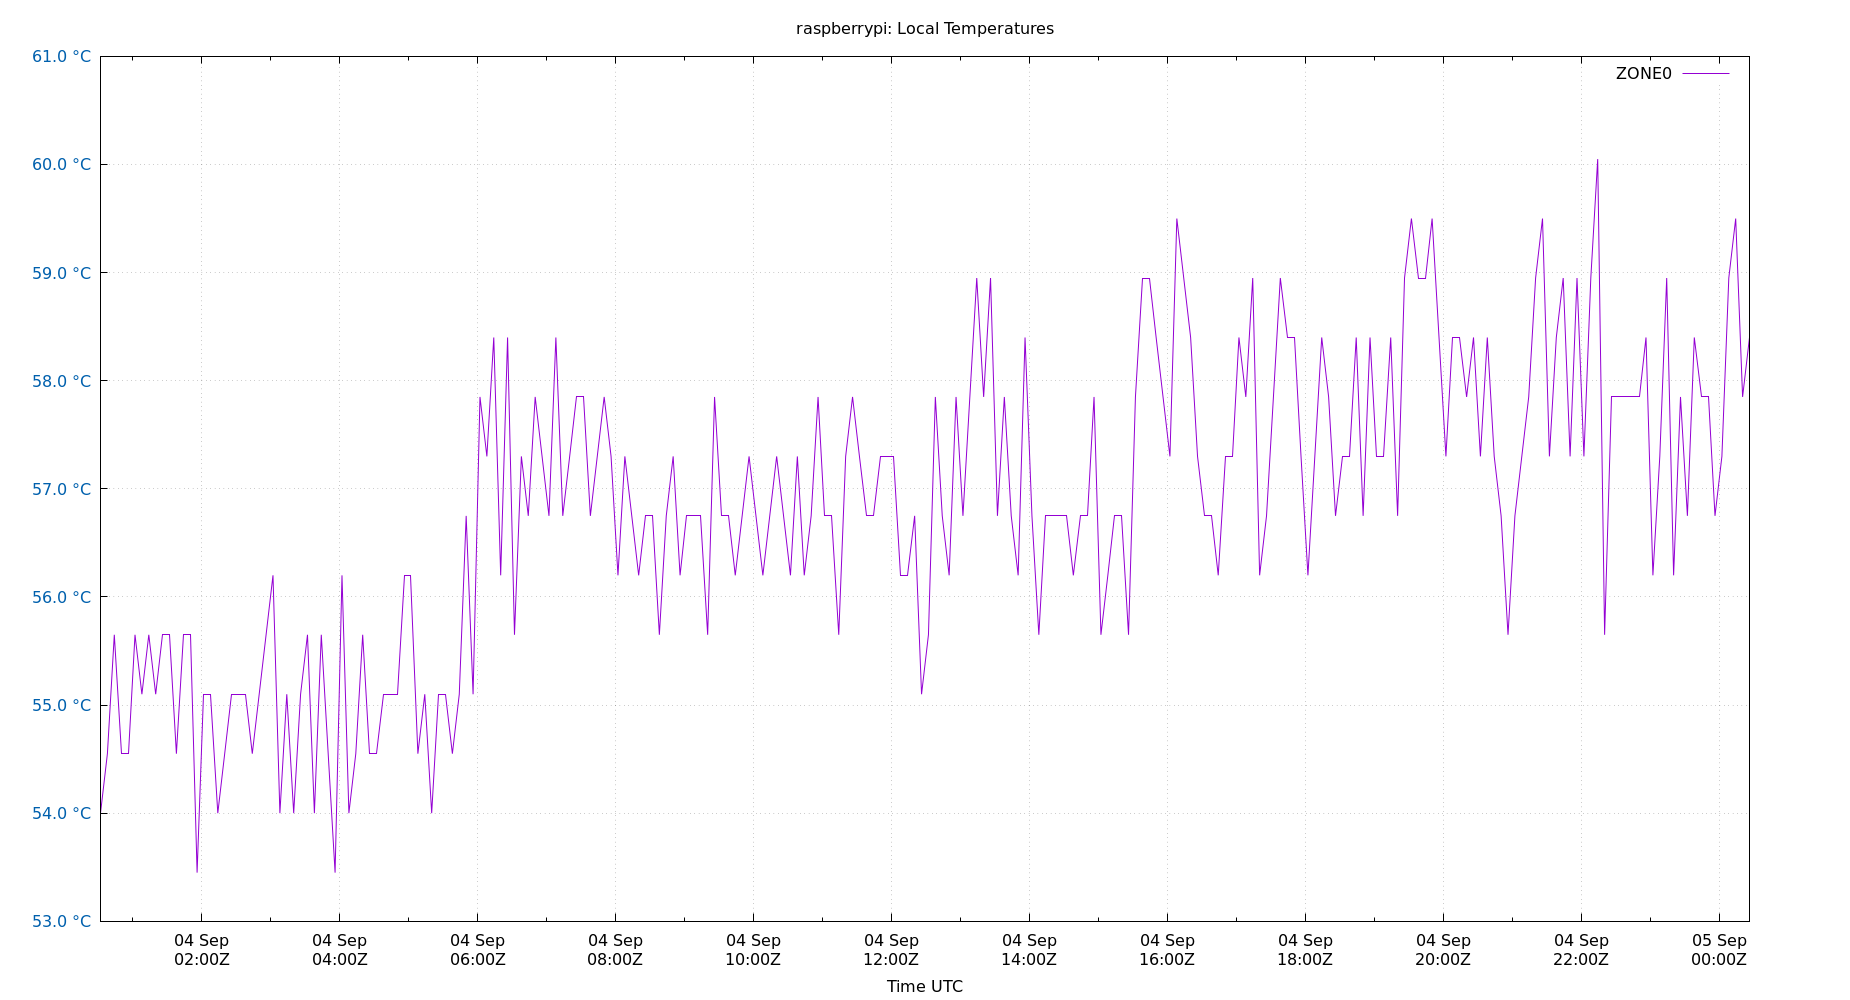 raspberrypi: Local Temperatures
ZONE0
61.0 °C
60.0 °C
59.0 °C
58.0 °C
57.0 °C
56.0 °C
55.0 °C
54.0 °C
53.0 °C
04 Sep 04 Sep 04 Sep 04 Sep 04 Sep 04 Sep 04 Sep 04 Sep 04 Sep 04 Sep 04 Sep 05 Sep
02:00Z 04:00Z 06:00Z 08:00Z 10:00Z 12:00Z 14:00Z 16:00Z 18:00Z 20:00Z 22:00Z 00:00Z
Time UTC